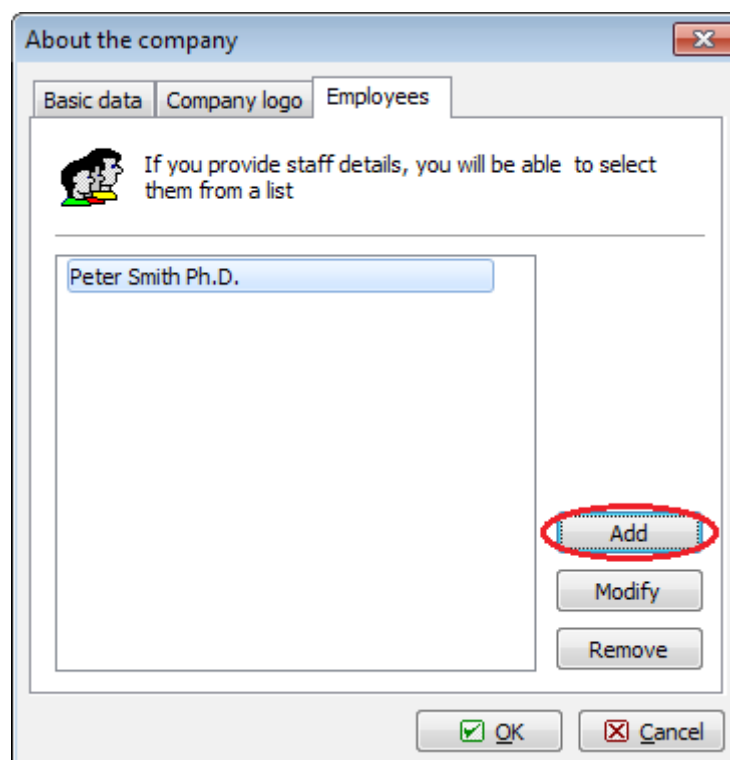 About the company
Basic data
Company logo
Employees
If you provide staff details, you will be able to select
them from a list
Peter Smith Ph.D.
Add
Modify
Remove
OK
Cancel